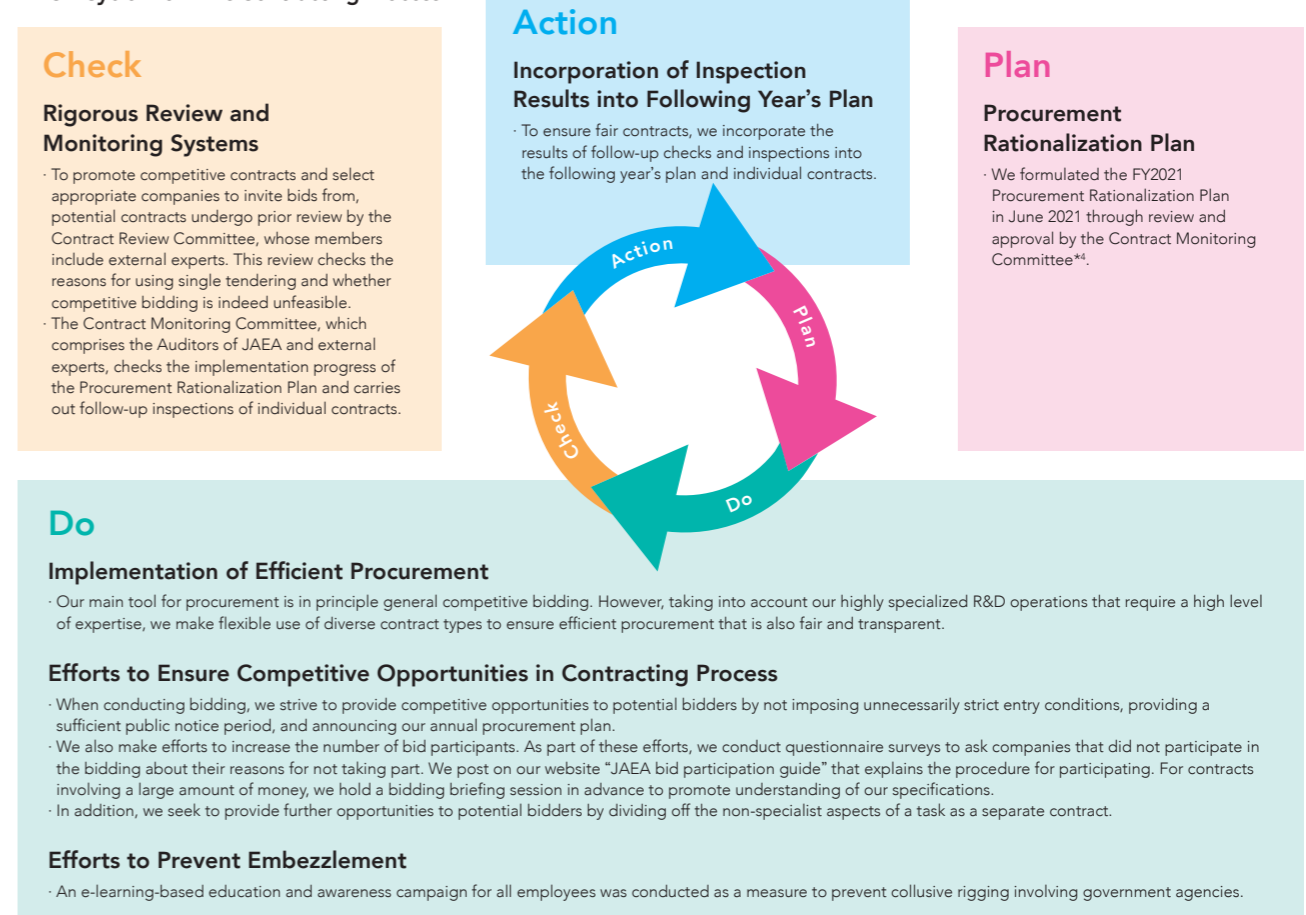 Check
Rigorous Review and
Monitoring Systems
· To promote competitive contracts and select
appropriate companies to invite bids from,
potential contracts undergo prior review by the
Contract Review Committee, whose members
include external experts. This review checks the
reasons for using single tendering and whether
competitive bidding is indeed unfeasible.
· The Contract Monitoring Committee, which
comprises the Auditors of JAEA and external
experts, checks the implementation progress of
the Procurement Rationalization Plan and carries
out follow-up inspections of individual contracts.
Action
Incorporation of Inspection
Results into Following Year’s Plan
· To ensure fair contracts, we incorporate the
results of follow-up checks and inspections into
the following year’s plan and individual contracts.
Plan
Procurement
Rationalization Plan
· We formulated the FY2021
Procurement Rationalization Plan
in June 2021 through review and
approval by the Contract Monitoring
Committee*4.
Action
Plan
Do
Check
Do
Implementation of Efficient Procurement
· Our main tool for procurement is in principle general competitive bidding. However, taking into account our highly specialized R&D operations that require a high level
of expertise, we make flexible use of diverse contract types to ensure efficient procurement that is also fair and transparent.
Efforts to Ensure Competitive Opportunities in Contracting Process
· When conducting bidding, we strive to provide competitive opportunities to potential bidders by not imposing unnecessarily strict entry conditions, providing a
sufficient public notice period, and announcing our annual procurement plan.
· We also make efforts to increase the number of bid participants. As part of these efforts, we conduct questionnaire surveys to ask companies that did not participate in
the bidding about their reasons for not taking part. We post on our website “JAEA bid participation guide” that explains the procedure for participating. For contracts
involving a large amount of money, we hold a bidding briefing session in advance to promote understanding of our specifications.
· In addition, we seek to provide further opportunities to potential bidders by dividing off the non-specialist aspects of a task as a separate contract.
Efforts to Prevent Embezzlement
· An e-learning-based education and awareness campaign for all employees was conducted as a measure to prevent collusive rigging involving government agencies.